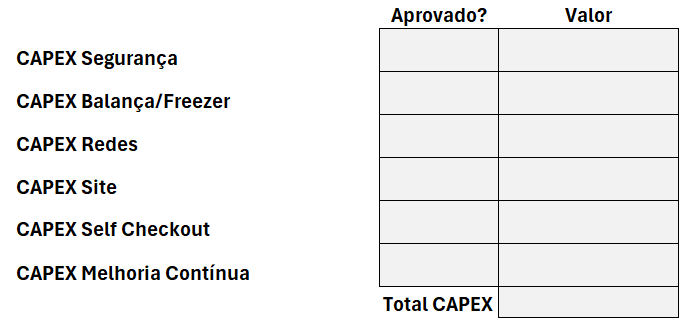 Aprovado? Valor
CAPEX Segurança
CAPEX Balança/Freezer
CAPEX Redes
CAPEX Site
CAPEX Self Checkout
CAPEX Melhoria Contínua
Total CAPEX